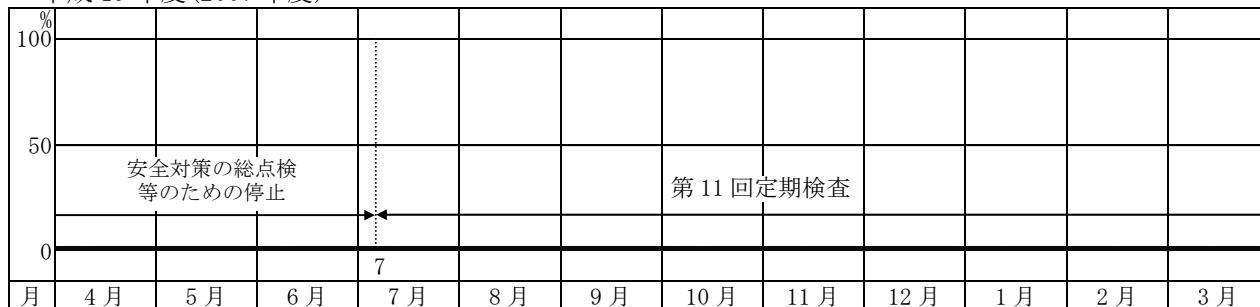 %
100
50
0
安全対策の総点検
等のための停止
第11回定期検査
7
月 4月 5月 6月 7月 8月 9月 10月 11月 12月 1月 2月 3月